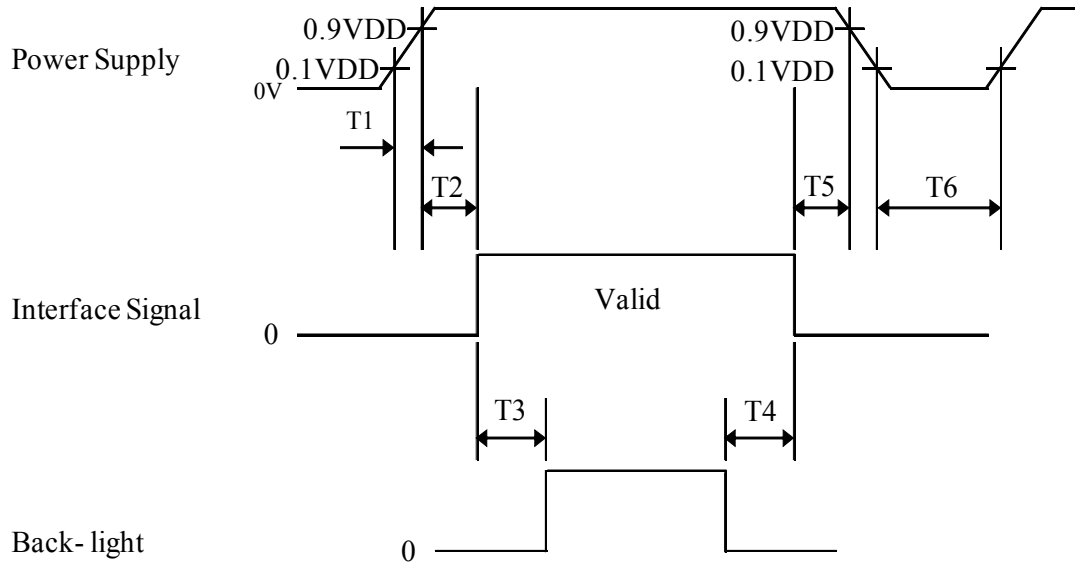 0.9VDD
0.9VDD
Power Supply
0.1VDD
0.1VDD
0V
T1
T2
T5
T6
Interface Signal
Valid
0
T3
T4
Back- light
0